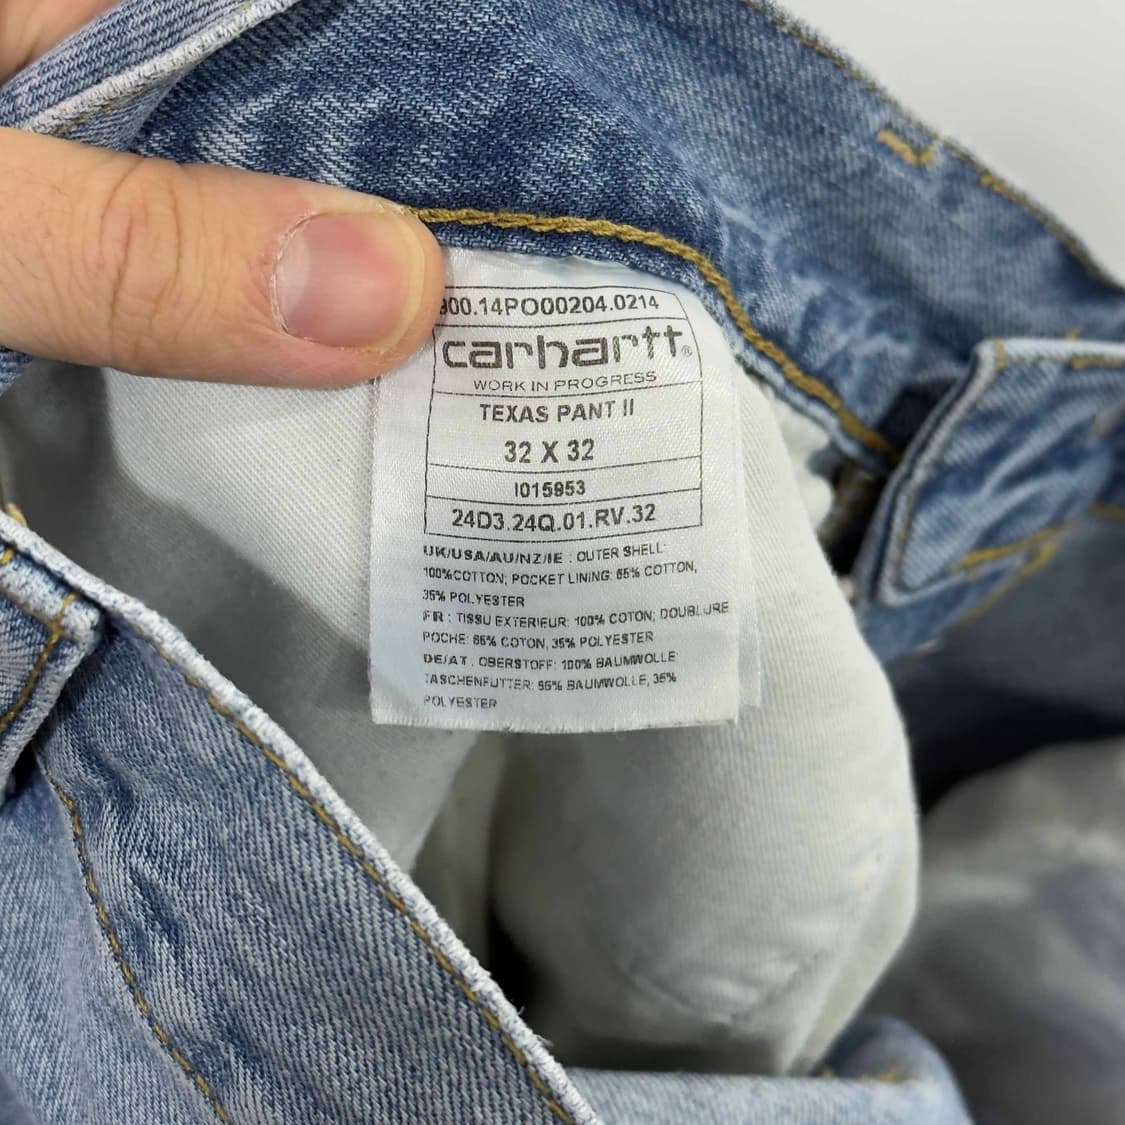 900.14PO00204.0214
carhartt®
WORK IN PROGRESS
TEXAS PANT II
32 X 32
I015953
24D3.24Q.01.RV.32
UK/USA/AU/NZ/IE : OUTER SHELL:
100%COTTON; POCKET LINING: 65% COTTON,
35% POLYESTER
FR : TISSU EXTERIEUR: 100% COTON; DOUBLURE
POCHE: 65% COTON, 35% POLYESTER
DE/AT : OBERSTOFF: 100% BAUMWOLLE
TASCHENFUTTER: 65% BAUMWOLLE, 35%
POLYESTER